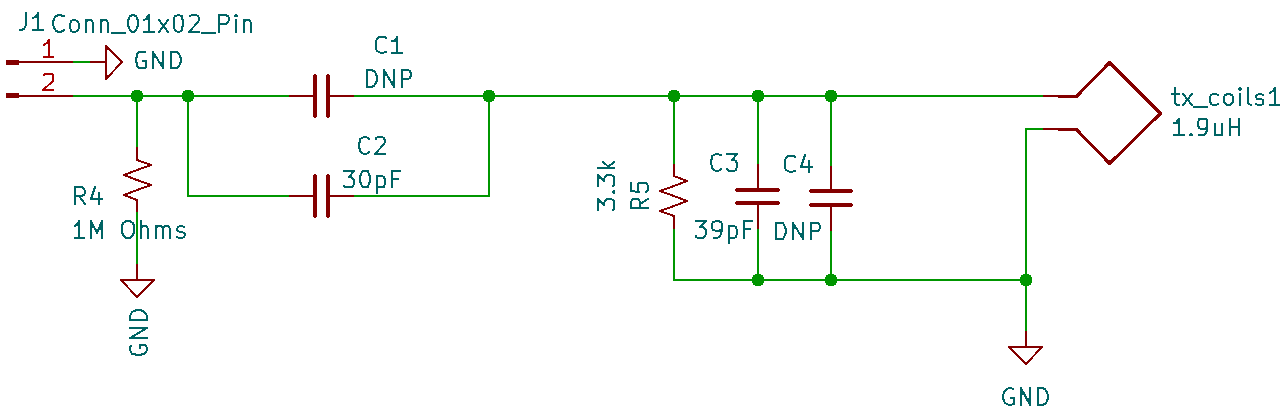 J1 Conn_01x02_Pin
1
GND
2
C1
DNP
C2
30pF
R4
1M Ohms
GND
3.3k
R5
C3
39pF
C4
DNP
tx_coils1
1.9uH
GND